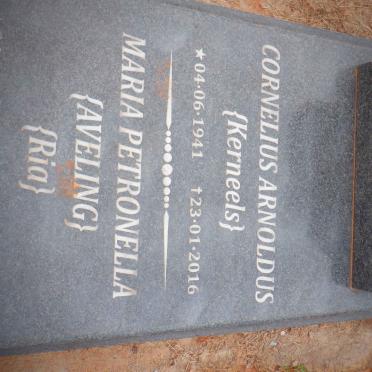 CORNELIUS ARNOLDUS
{Kerneels}
★04·06·1941 †23·01·2016
MARIA PETRONELLA
{AVELING}
{Ria}